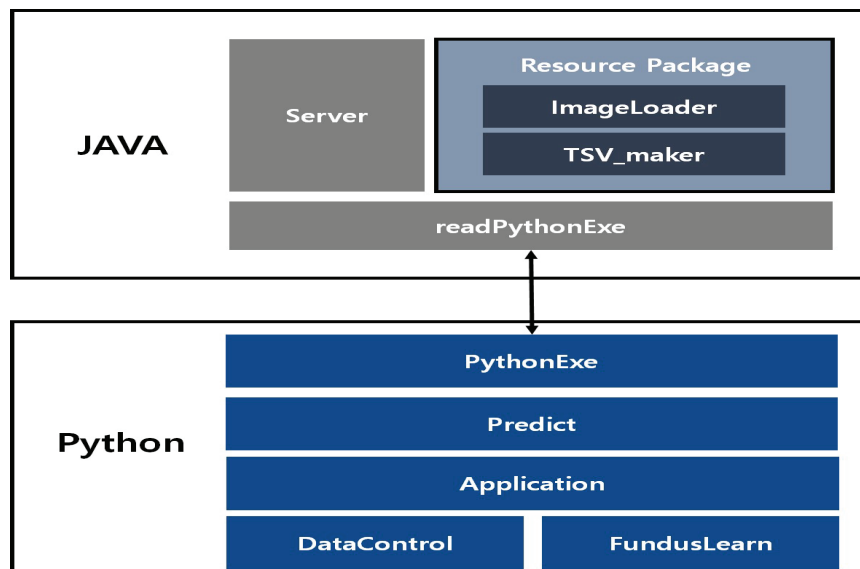 JAVA
Server
Resource Package
ImageLoader
TSV_maker
readPythonExe
Python
PythonExe
Predict
Application
DataControl
FundusLearn